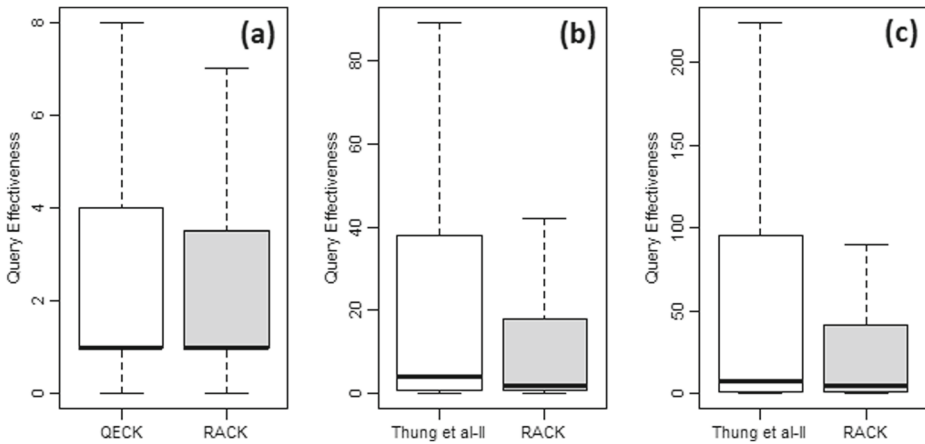 (a)
Query Effectiveness
8
6
4
2
0
QECK RACK
(b)
Query Effectiveness
80
60
40
20
0
Thung et al-II RACK
(c)
Query Effectiveness
200
150
100
50
0
Thung et al-II RACK